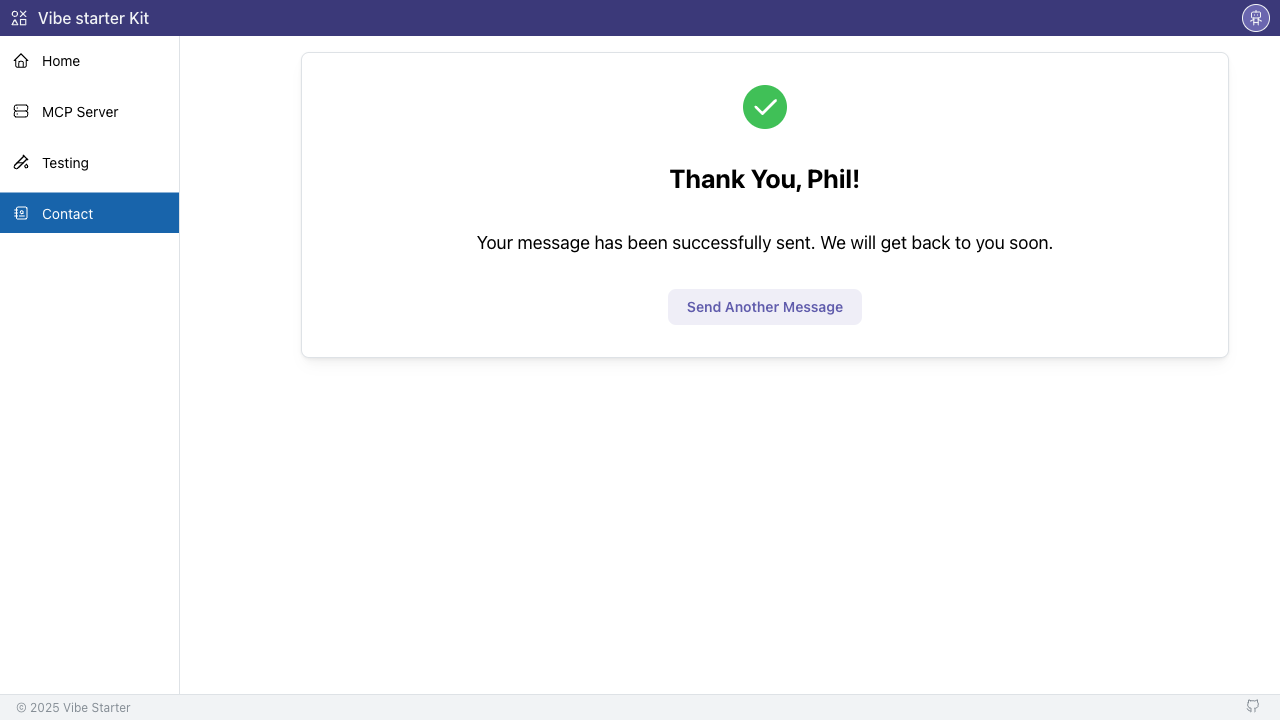 Vibe starter Kit
Home
MCP Server
Testing
Contact
Thank You, Phil!
Your message has been successfully sent. We will get back to you soon.
Send Another Message
© 2025 Vibe Starter